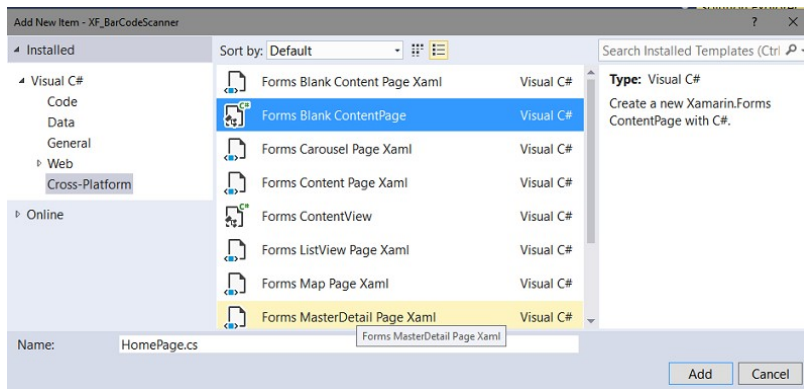 Add New Item - XF_BarCodeScanner ? X
Installed
Sort by: Default
Search Installed Templates (Ctrl
Visual C#
Code
Data
General
Web
Cross-Platform
Online
Forms Blank Content Page Xaml Visual C#
Forms Blank ContentPage Visual C#
Forms Carousel Page Xaml Visual C#
Forms Content Page Xaml Visual C#
Forms ContentView Visual C#
Forms ListView Page Xaml Visual C#
Forms Map Page Xaml Visual C#
Forms MasterDetail Page Xaml Visual C#
Forms MasterDetail Page Xaml
Type: Visual C#
Create a new Xamarin.Forms
ContentPage with C#.
Name: HomePage.cs
Add Cancel